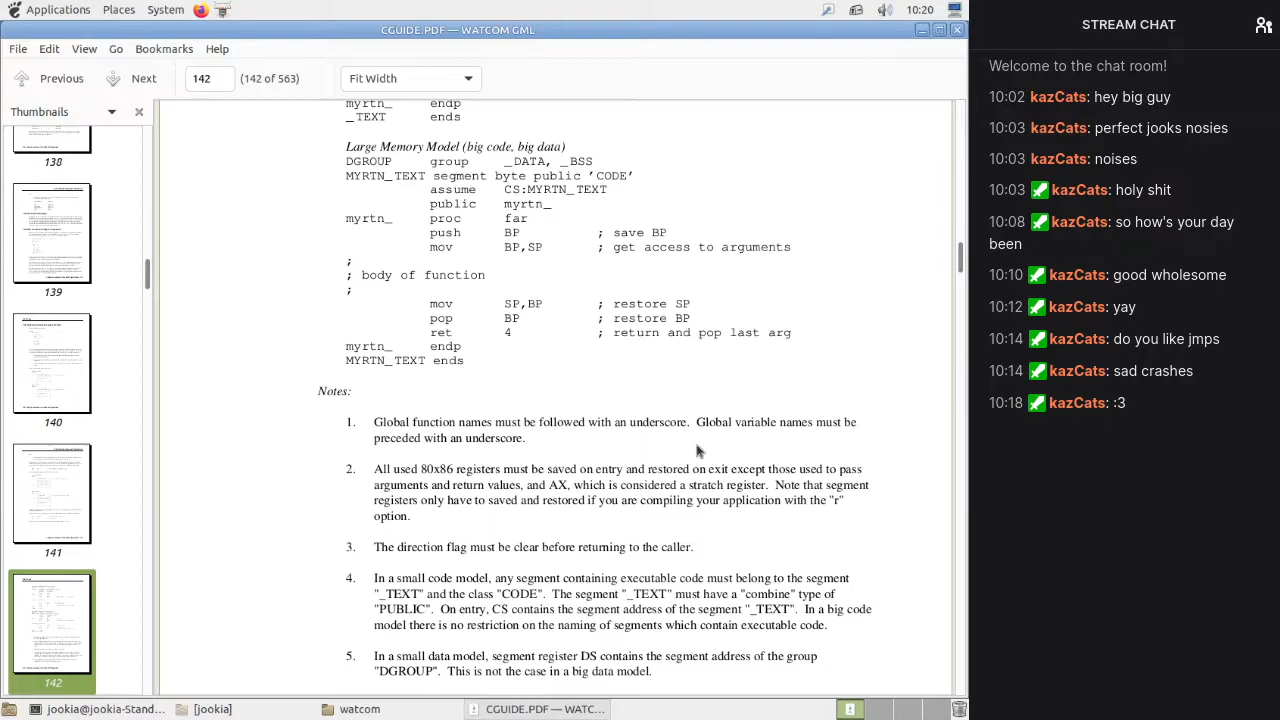 Applications Places System 10:20
CGUIDE.PDF — WATCOM GML
File Edit View Go Bookmarks Help
Previous Next 142 (142 of 563) Fit Width
Thumbnails
138
139
140
141
142
myrtn_ endp
_TEXT ends
Large Memory Model (big code, big data)
DGROUP group _DATA, _BSS
MYRTN_TEXT segment byte public ’CODE’
assume CS:MYRTN_TEXT
public myrtn_
myrtn_ proc far
push BP ; save BP
mov BP,SP ; get access to arguments
;
; body of function
;
mov SP,BP ; restore SP
pop BP ; restore BP
ret 4 ; return and pop last arg
myrtn_ endp
MYRTN_TEXT ends
Notes:
1. Global function names must be followed with an underscore. Global variable names must be
preceded with an underscore.
2. All used 80x86 registers must be saved on entry and restored on exit except those used to pass
arguments and return values, and AX, which is considered a stratch register. Note that segment
registers only have to saved and restored if you are compiling your application with the "r"
option.
3. The direction flag must be clear before returning to the caller.
4. In a small code model, any segment containing executable code must belong to the segment
"_TEXT" and the class "CODE". The segment "_TEXT" must have a "combine" type of
"PUBLIC". On entry, CS contains the segment address of the segment "_TEXT". In a big code
model there is no restriction on the naming of segments which contain executable code.
In a small data model, segment register DS contains the segment address of the group
"DGROUP". This is not the case in a big data model.
jookia@jookia-Stand... [jookia] watcom CGUIDE.PDF — WATC...
STREAM CHAT
Welcome to the chat room!
10:02 kazCats: hey big guy
10:03 kazCats: perfect jools nosies
10:03 kazCats: noises
10:03 kazCats: holy shit
10:08 kazCats: so how's your day
been
10:10 kazCats: good wholesome
10:12 kazCats: yay
10:14 kazCats: do you like jmps
10:14 kazCats: sad crashes
10:18 kazCats: :3